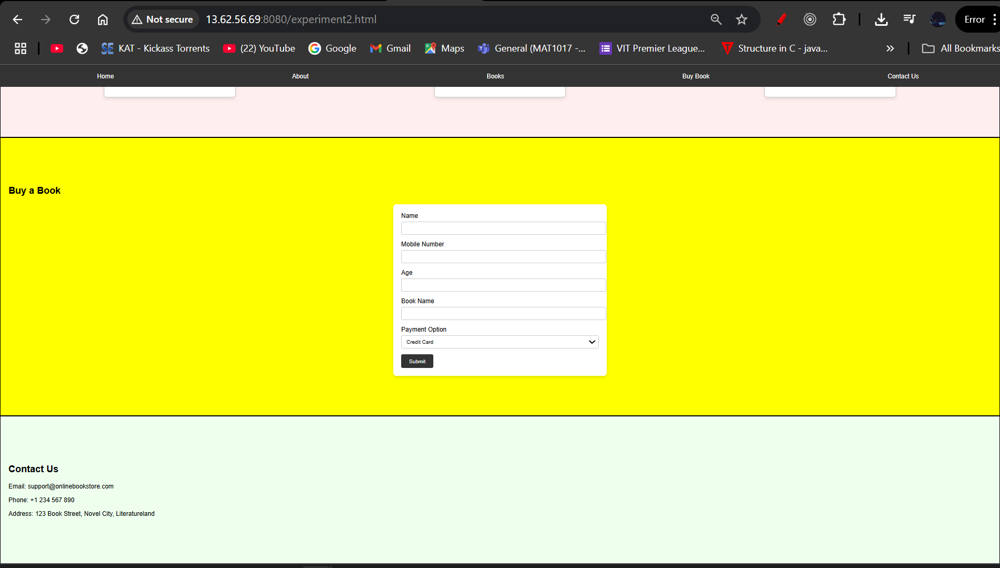 Not secure 13.62.56.69:8080/experiment2.html Error
KAT - Kickass Torrents (22) YouTube Google Gmail Maps General (MAT1017 -... VIT Premier League... Structure in C - java... All Bookmarks
Home About Books Buy Book Contact Us
Buy a Book
Name
Mobile Number
Age
Book Name
Payment Option
Credit Card
Submit
Contact Us
Email: support@onlinebookstore.com
Phone: +1 234 567 890
Address: 123 Book Street, Novel City, Literatureland